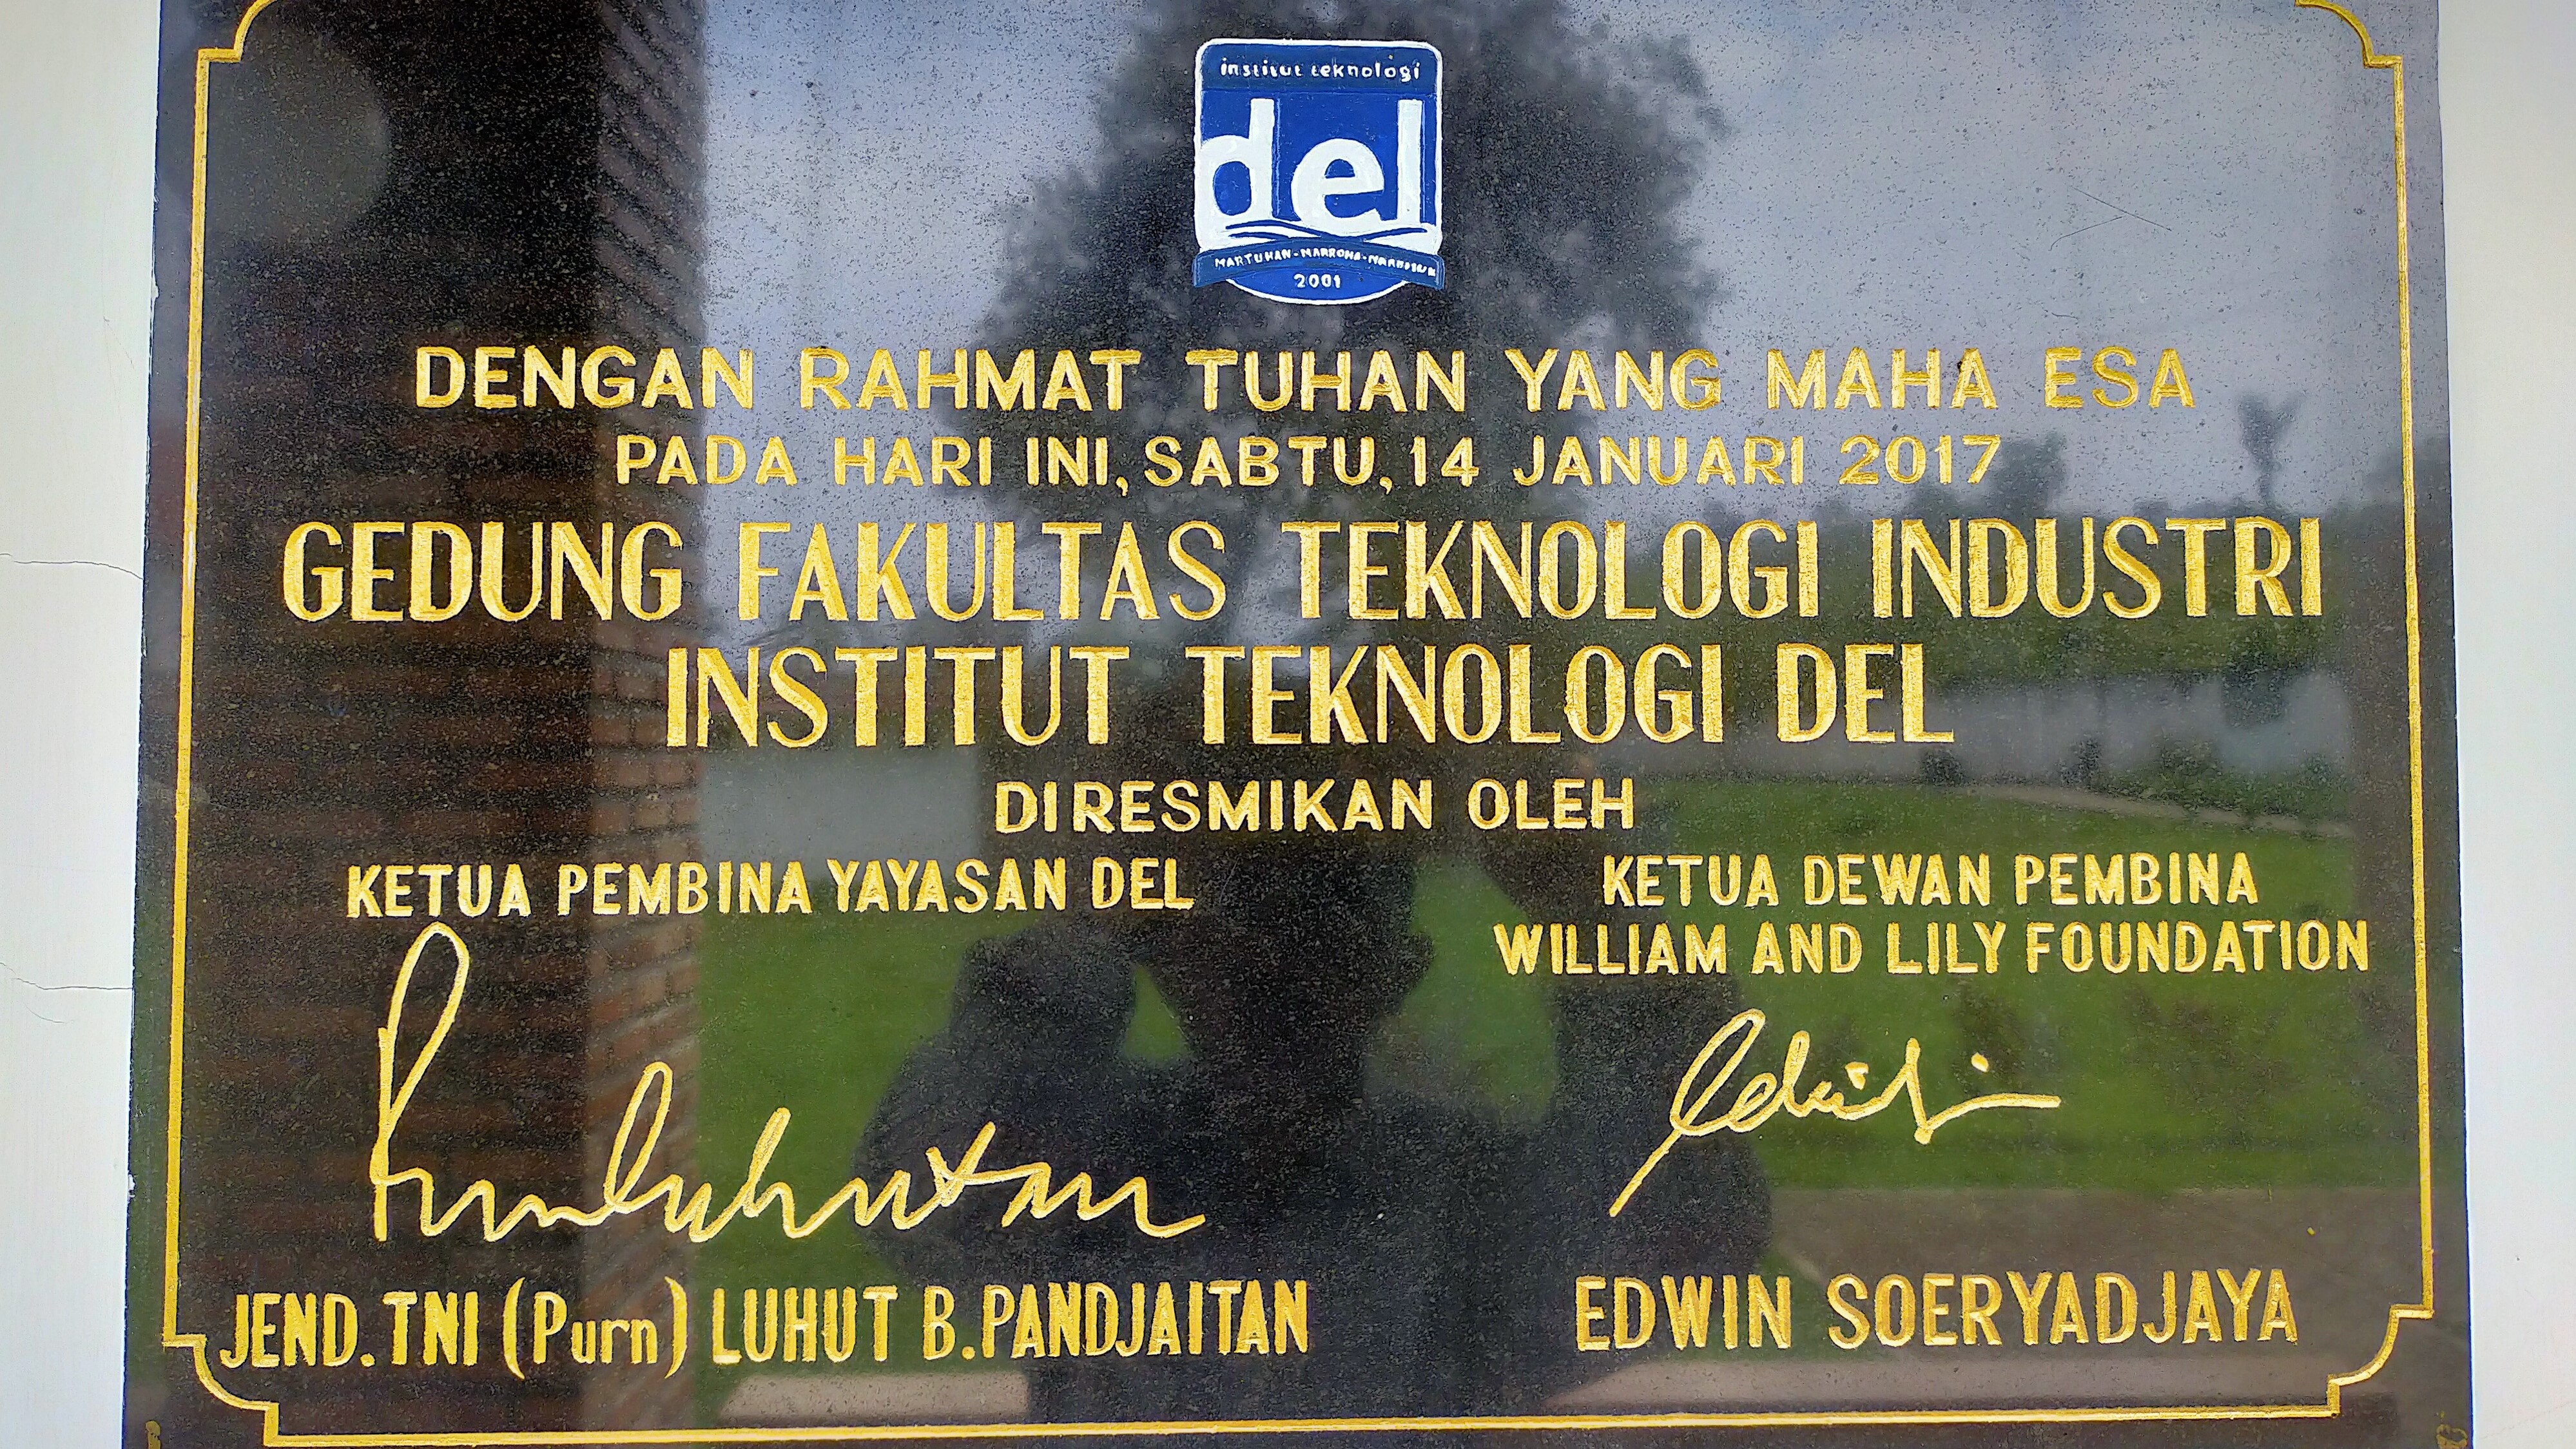 institut teknologi
del
MARTUHAN-MARROHA-MARBISUK
2001
DENGAN RAHMAT TUHAN YANG MAHA ESA
PADA HARI INI, SABTU, 14 JANUARI 2017
GEDUNG FAKULTAS TEKNOLOGI INDUSTRI
INSTITUT TEKNOLOGI DEL
DIRESMIKAN OLEH
KETUA PEMBINA YAYASAN DEL
KETUA DEWAN PEMBINA
WILLIAM AND LILY FOUNDATION
JEND. TNI (Purn) LUHUT B. PANDJAITAN
EDWIN SOERYADJAYA